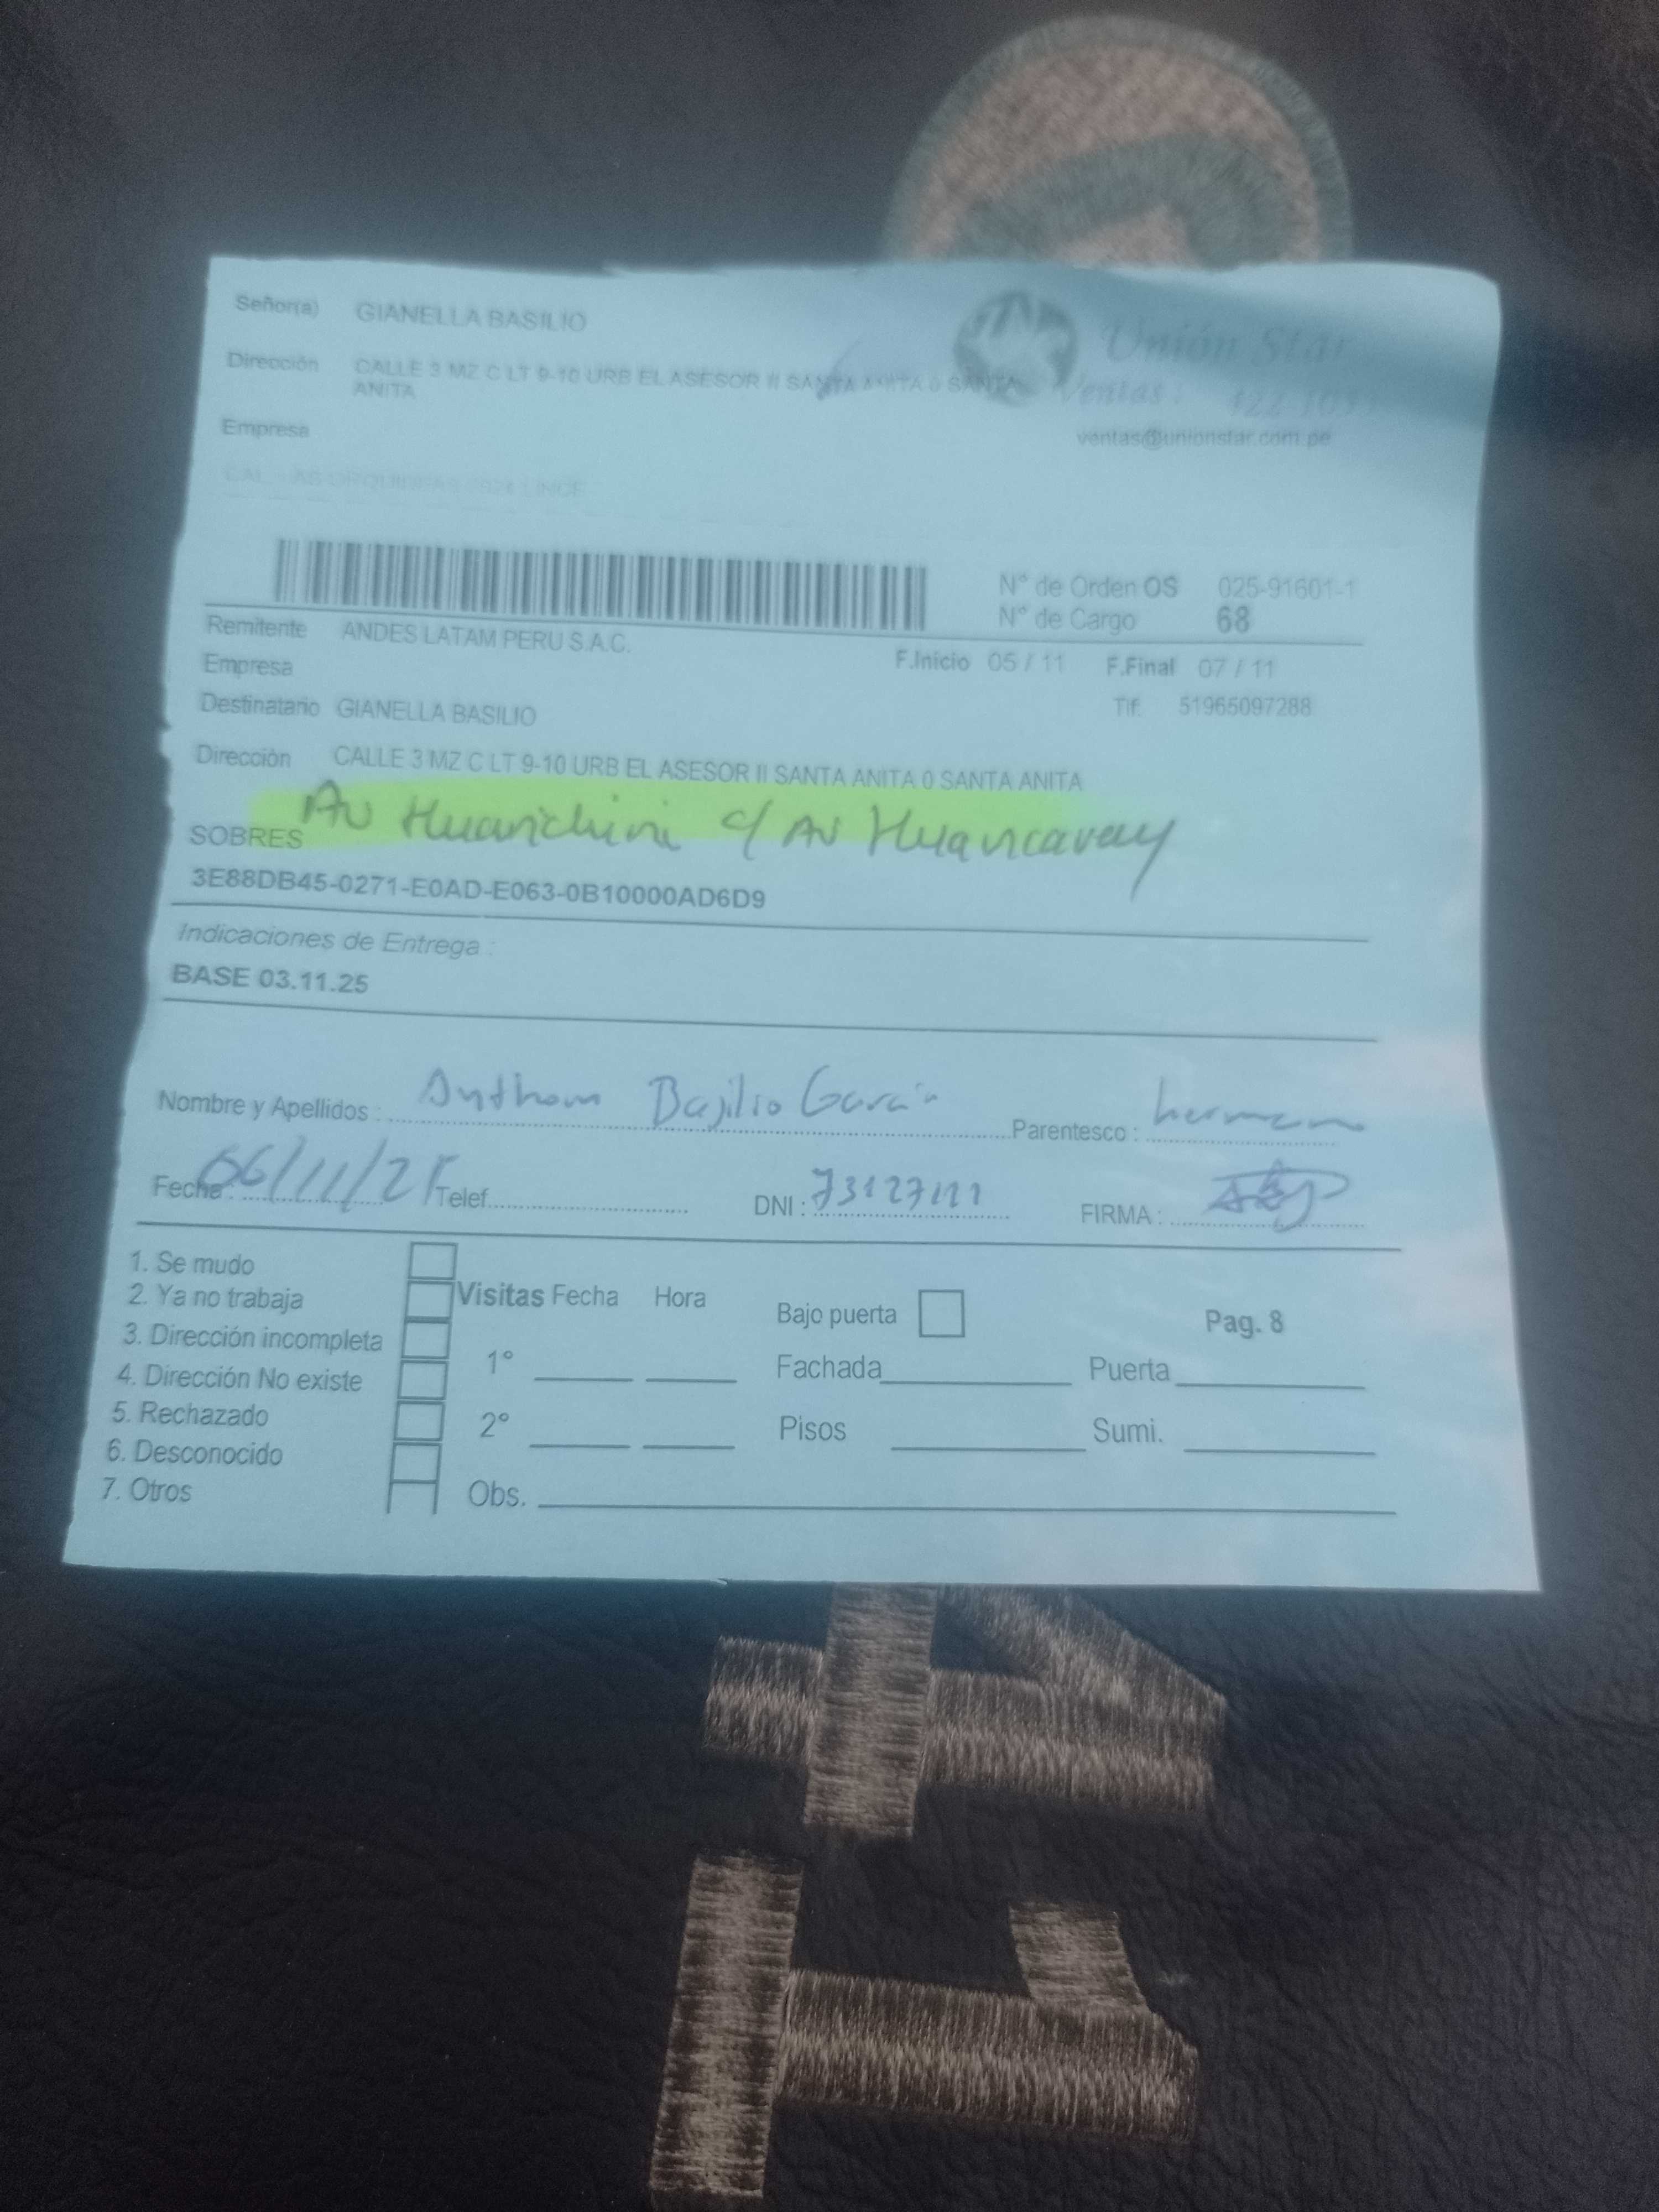 Señor(a) GIANELLA BASILIO
Dirección CALLE 3 MZ C LT 9-10 URB EL ASESOR II SANTA ANITA 0 SANTA
ANITA
Empresa
Unión Star
Ventas :
ventas@unionstar.com.pe
N° de Orden OS 025-91601-1
N° de Cargo 68
Remitente ANDES LATAM PERU S.A.C.
Empresa
F.Inicio 05 / 11 F.Final 07 / 11
Destinatario GIANELLA BASILIO
Tlf. 51965097288
Dirección CALLE 3 MZ C LT 9-10 URB EL ASESOR II SANTA ANITA 0 SANTA ANITA
Av c/ Av
SOBRES
3E88DB45-0271-E0AD-E063-0B10000AD6D9
Indicaciones de Entrega :
BASE 03.11.25
Nombre y Apellidos : Basilio García Parentesco : hermano
Fecha : 06/11/25 Telef. DNI : FIRMA :
1. Se mudo
2. Ya no trabaja
3. Dirección incompleta
4. Dirección No existe
5. Rechazado
6. Desconocido
7. Otros
Visitas Fecha Hora
1°
2°
Obs.
Bajo puerta
Fachada
Pisos
Pag. 8
Puerta
Sumi.